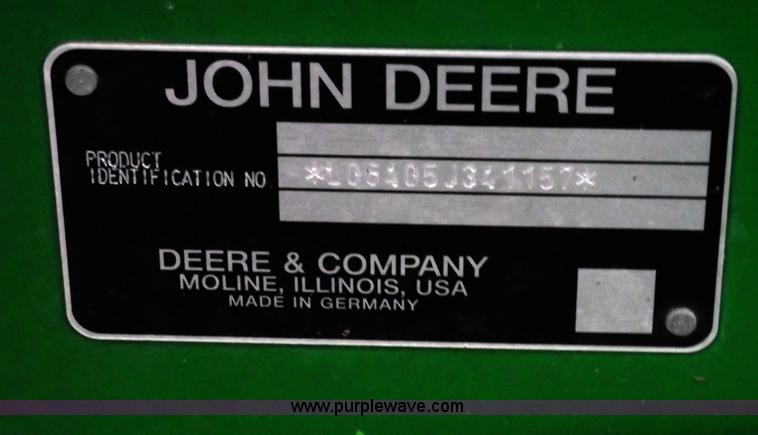 JOHN DEERE
PRODUCT
IDENTIFICATION NO
*L06405J341157*
DEERE & COMPANY
MOLINE, ILLINOIS, USA
MADE IN GERMANY
www.purplewave.com